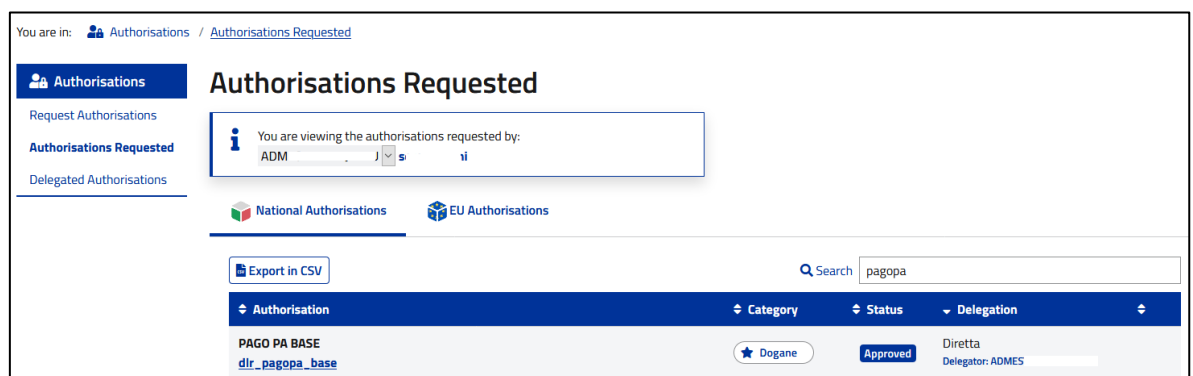 You are in: Authorisations / Authorisations Requested
Authorisations
Request Authorisations
Authorisations Requested
Delegated Authorisations
Authorisations Requested
You are viewing the authorisations requested by:
ADM
National Authorisations
EU Authorisations
Export in CSV
Search pagopa
Authorisation Category Status Delegation
PAGO PA BASE
dlr_pagopa_base
Dogane
Approved
Diretta
Delegator: ADMES